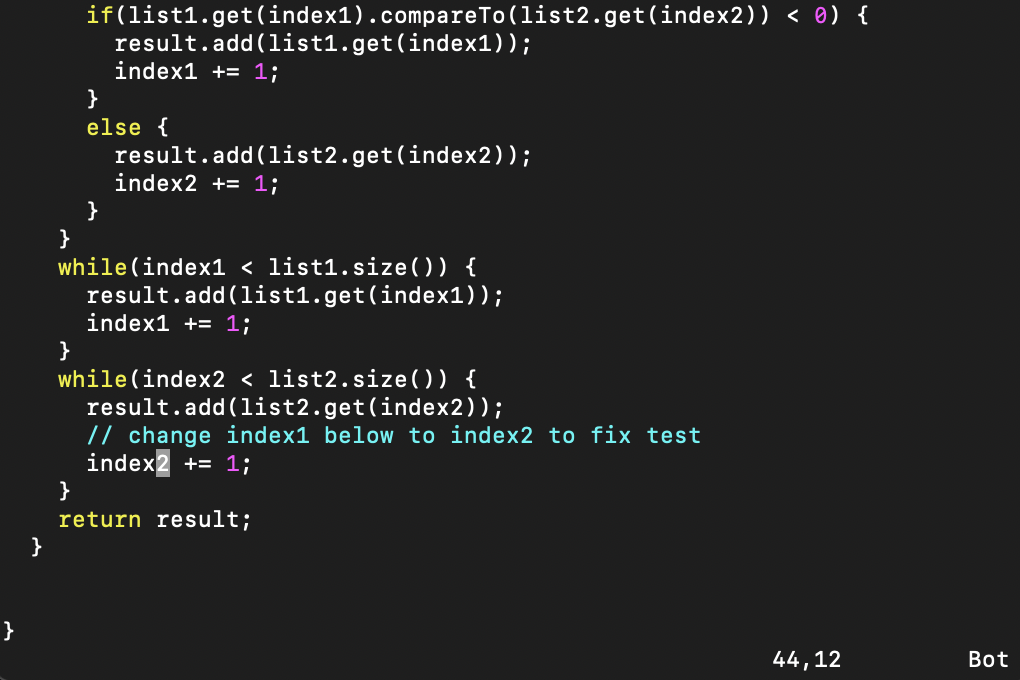 if(list1.get(index1).compareTo(list2.get(index2)) < 0) {
result.add(list1.get(index1));
index1 += 1;
}
else {
result.add(list2.get(index2));
index2 += 1;
}
}
while(index1 < list1.size()) {
result.add(list1.get(index1));
index1 += 1;
}
while(index2 < list2.size()) {
result.add(list2.get(index2));
// change index1 below to index2 to fix test
index2 += 1;
}
return result;
}
}
44,12 Bot